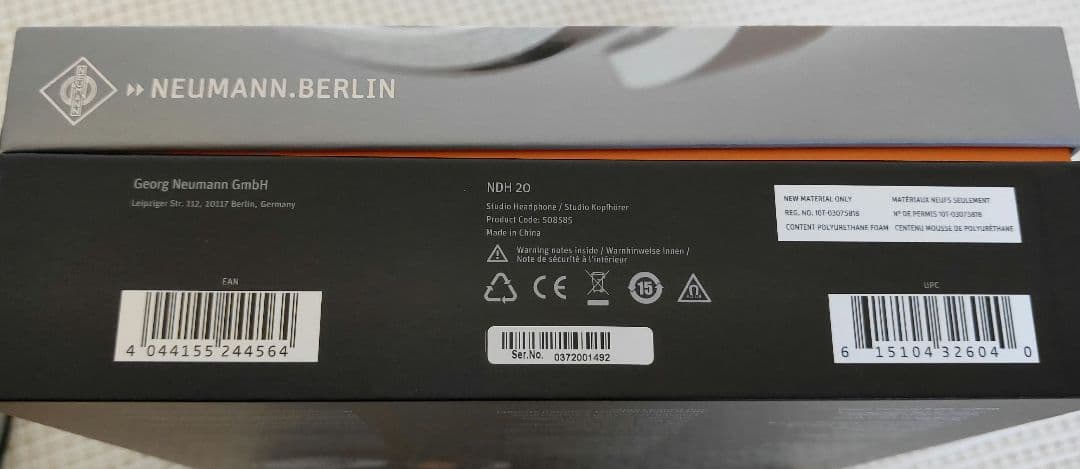 NEUMANN.BERLIN
Georg Neumann GmbH
Leipziger Str. 112, 10117 Berlin, Germany
NDH 20
Studio Headphone / Studio Kopfhörer
Product Code: 508585
Made in China
Warning notes inside / Warnhinweise innen /
Note de sécurité à l'intérieur
15
NEW MATERIAL ONLY MATÉRIAUX NEUFS SEULEMENT
REG. NO. 10T-03075818 Nº DE PERMIS 10T-03075818
CONTENT POLYURETHANE FOAM CENTENU MOUSSE DE POLYURÉTHANE
EAN
4 044155 244564
Ser.No. 0372001492
UPC
6 15104 32604 0